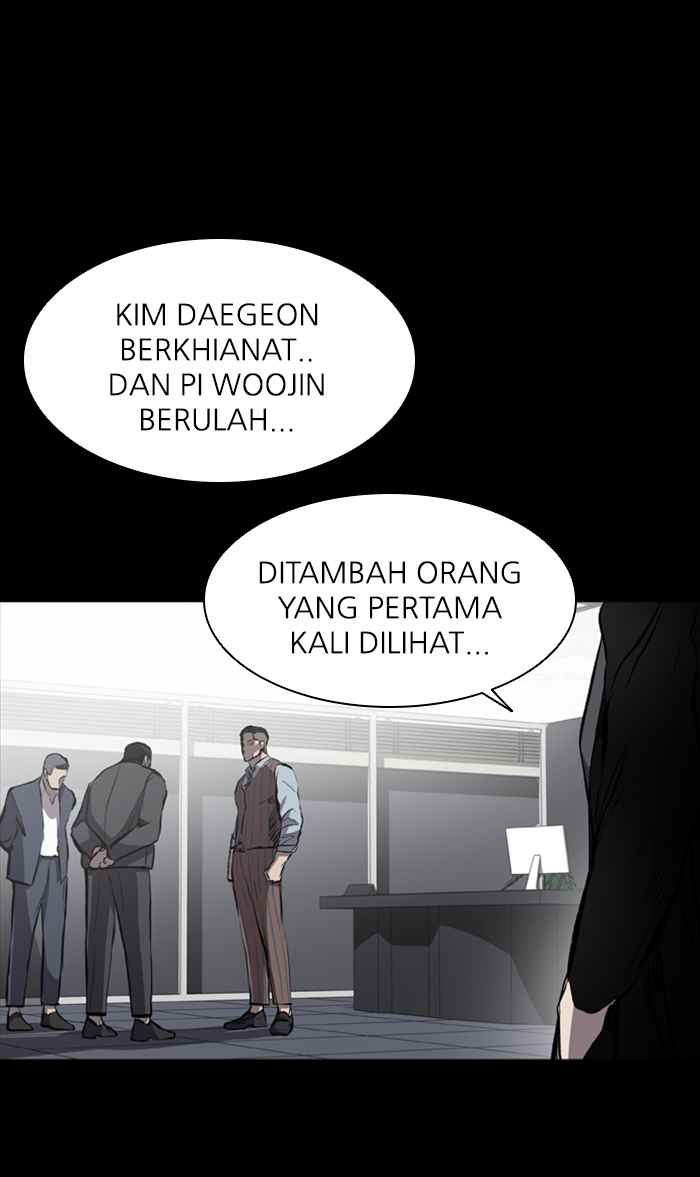 KIM DAEGEON
BERKHIANAT..
DAN PI WOOJIN
BERULAH...
DITAMBAH ORANG
YANG PERTAMA
KALI DILIHAT...